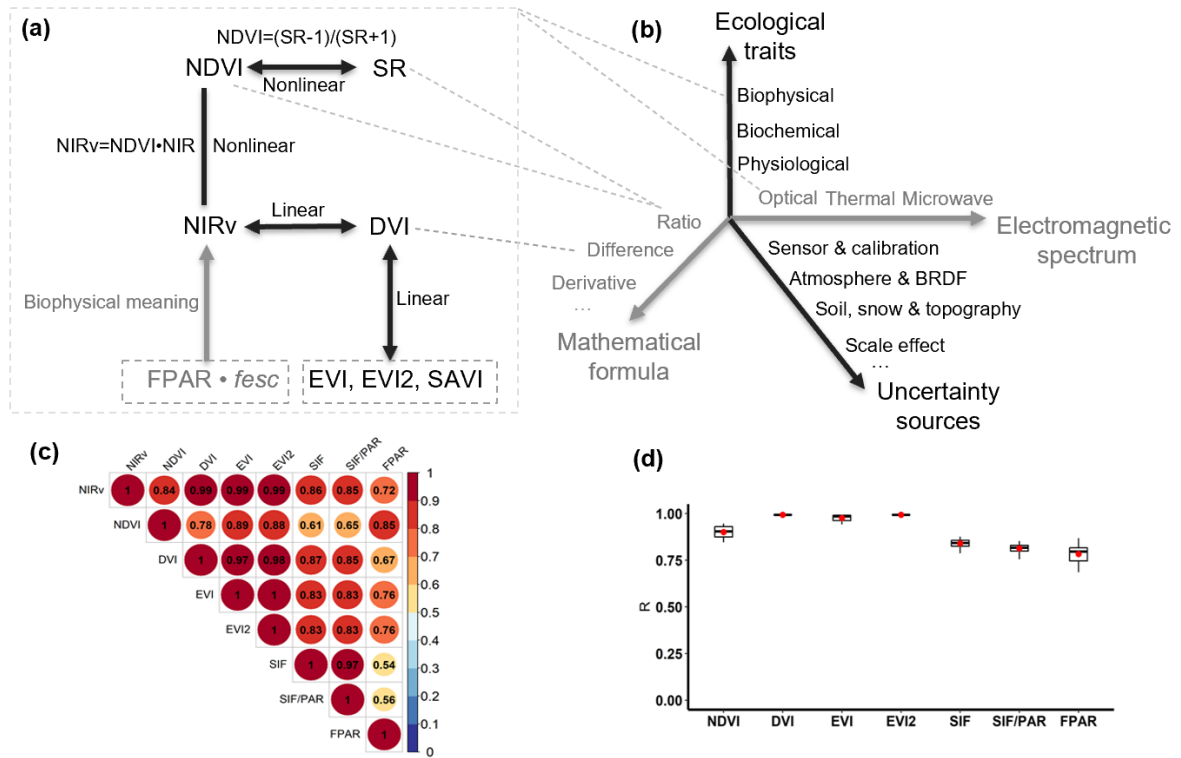 (a)
NDVI=(SR-1)/(SR+1)
NDVI
SR
Nonlinear
NIRv=NDVI•NIR
Nonlinear
Linear
NIRv
DVI
Biophysical meaning
Linear
FPAR • fesc
EVI, EVI2, SAVI
(b)
Ecological
traits
Biophysical
Biochemical
Physiological
Optical Thermal Microwave
Electromagnetic
spectrum
Ratio
Difference
Derivative
...
Mathematical
formula
Sensor & calibration
Atmosphere & BRDF
Soil, snow & topography
Scale effect
...
Uncertainty
sources
(c)
NIRv NDVI DVI EVI EVI2 SIF SIF/PAR FPAR
NIRv 1 0.84 0.99 0.99 0.99 0.86 0.85 0.72
NDVI 1 0.78 0.89 0.88 0.61 0.65 0.85
DVI 1 0.97 0.98 0.87 0.85 0.67
EVI 1 1 0.83 0.83 0.76
EVI2 1 0.83 0.83 0.76
SIF 1 0.97 0.54
SIF/PAR 1 0.56
FPAR 1
1
0.9
0.8
0.7
0.6
0.5
0.4
0.3
0.2
0.1
0
(d)
1.00
0.75
0.50
0.25
0.00
R
NDVI DVI EVI EVI2 SIF SIF/PAR FPAR